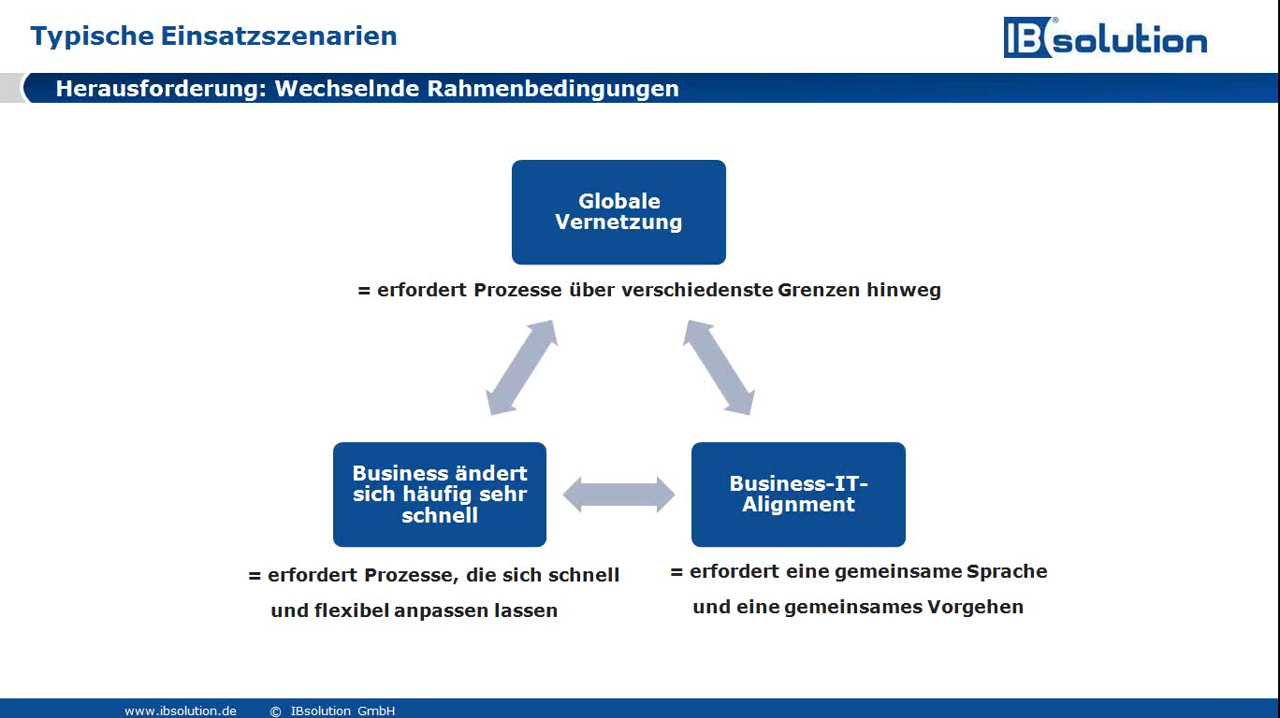 Typische Einsatzszenarien
IBsolution®
Herausforderung: Wechselnde Rahmenbedingungen
Globale
Vernetzung
= erfordert Prozesse über verschiedenste Grenzen hinweg
Business ändert
sich häufig sehr
schnell
Business-IT-
Alignment
= erfordert Prozesse, die sich schnell
und flexibel anpassen lassen
= erfordert eine gemeinsame Sprache
und eine gemeinsames Vorgehen
www.ibsolution.de © IBsolution GmbH